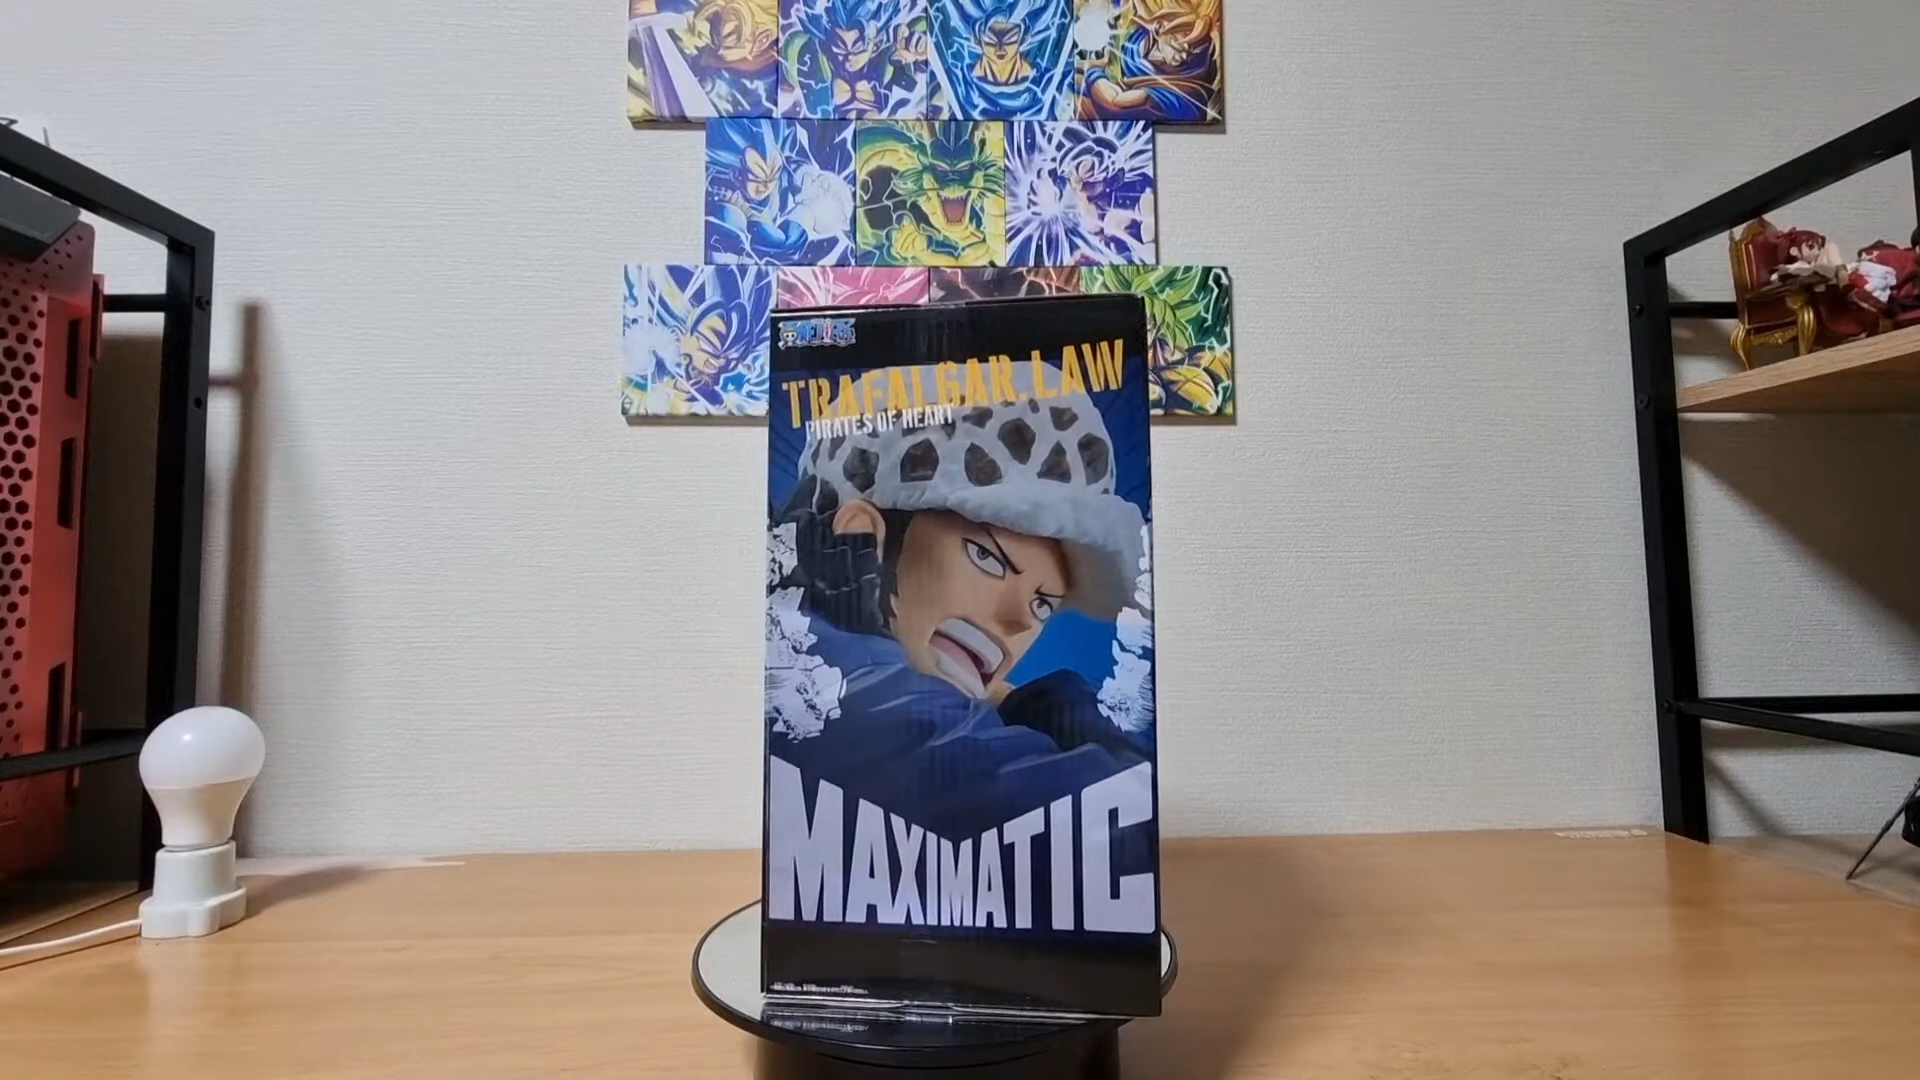 ONE PIECE
TRAFALGAR.LAW
PIRATES OF HEART
MAXIMATIC